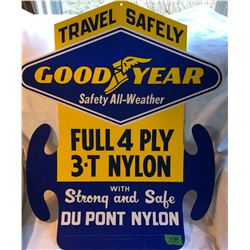 TRAVEL SAFELY
GOOD YEAR
Safety All-Weather
FULL 4 PLY
3-T NYLON
WITH
Strong and Safe
DU PONT NYLON
108